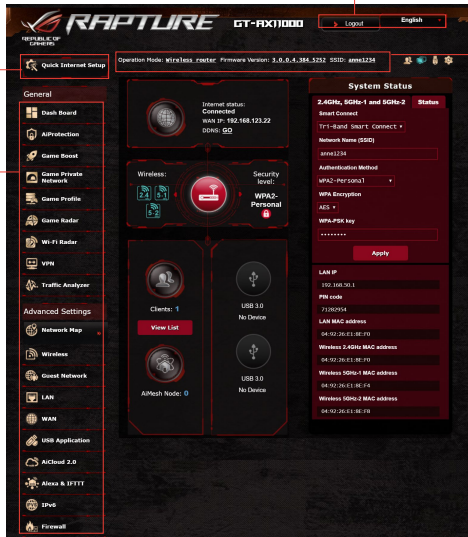 REPUBLIC OF
GAMERS
RAPTURE GT-AX11000
Logout
English
Quick Internet Setup
Operation Mode: Wireless router Firmware Version: 3.0.0.4.384_5252 SSID: anne1234
General
Dash Board
AiProtection
Game Boost
Game Private
Network
Game Profile
Game Radar
Wi-Fi Radar
VPN
Traffic Analyzer
Advanced Settings
Network Map
Wireless
Guest Network
LAN
WAN
USB Application
AiCloud 2.0
Alexa & IFTTT
IPv6
Firewall
Internet status:
Connected
WAN IP: 192.168.123.22
DDNS: GO
Wireless:
2.4
5-1
5-2
Security
level:
WPA2-
Personal
Clients: 1
View List
AiMesh Node: 0
USB 3.0
No Device
USB 3.0
No Device
System Status
2.4GHz, 5GHz-1 and 5GHz-2 Status
Smart Connect
Tri-Band Smart Connect
Network Name (SSID)
anne1234
Authentication Method
WPA2-Personal
WPA Encryption
AES
WPA-PSK key
••••••••
Apply
LAN IP
192.168.50.1
PIN code
71282954
LAN MAC address
04:92:26:E1:8E:F0
Wireless 2.4GHz MAC address
04:92:26:E1:8E:F0
Wireless 5GHz-1 MAC address
04:92:26:E1:8E:F4
Wireless 5GHz-2 MAC address
04:92:26:E1:8E:F8